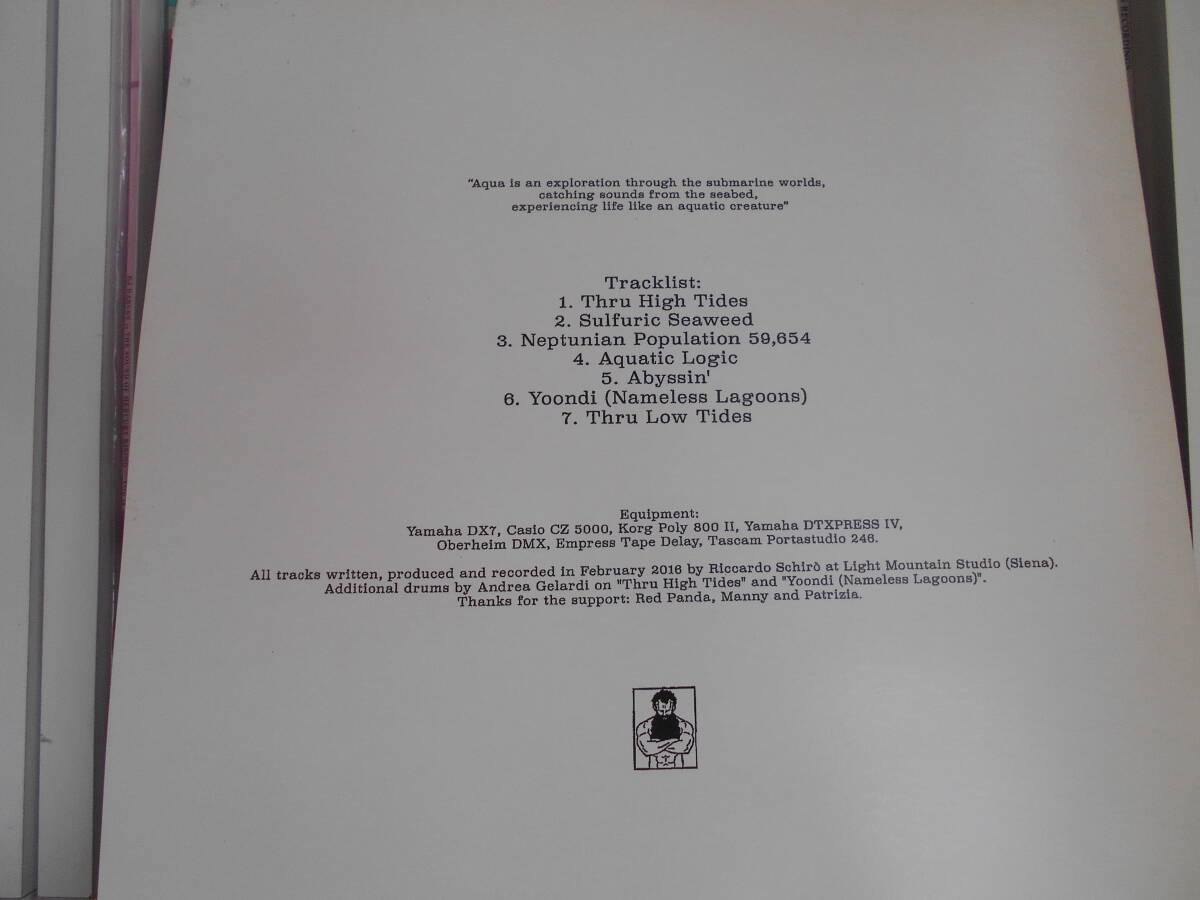 "Aqua is an exploration through the submarine worlds,
catching sounds from the seabed,
experiencing life like an aquatic creature"
Tracklist:
1. Thru High Tides
2. Sulfuric Seaweed
3. Neptunian Population 59,654
4. Aquatic Logic
5. Abyssin'
6. Yoondi (Nameless Lagoons)
7. Thru Low Tides
Equipment:
Yamaha DX7, Casio CZ 5000, Korg Poly 800 II, Yamaha DTXPRESS IV,
Oberheim DMX, Empress Tape Delay, Tascam Portastudio 246.
All tracks written, produced and recorded in February 2016 by Riccardo Schirò at Light Mountain Studio (Siena).
Additional drums by Andrea Gelardi on "Thru High Tides" and "Yoondi (Nameless Lagoons)".
Thanks for the support: Red Panda, Manny and Patrizia.
RECORDINGS